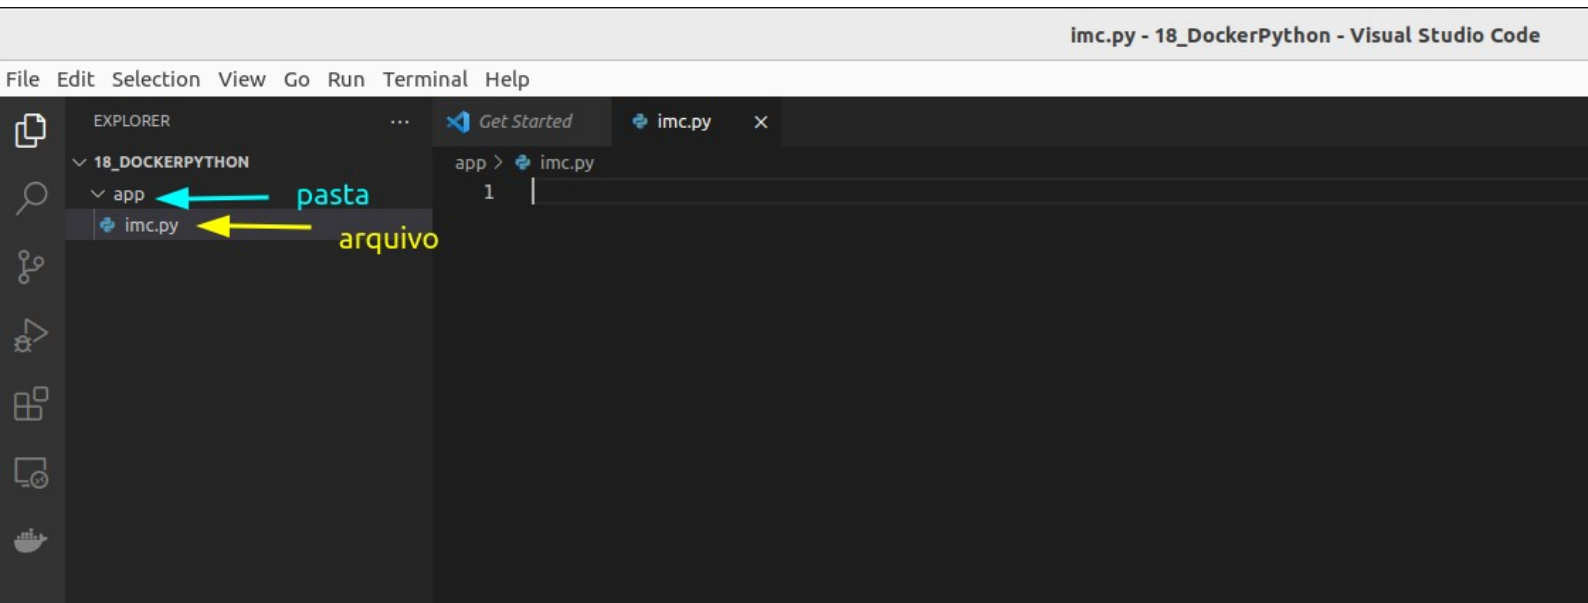 imc.py - 18_DockerPython - Visual Studio Code
File Edit Selection View Go Run Terminal Help
EXPLORER ... Get Started imc.py ×
18_DOCKERPYTHON app > imc.py
app pasta 1
imc.py arquivo